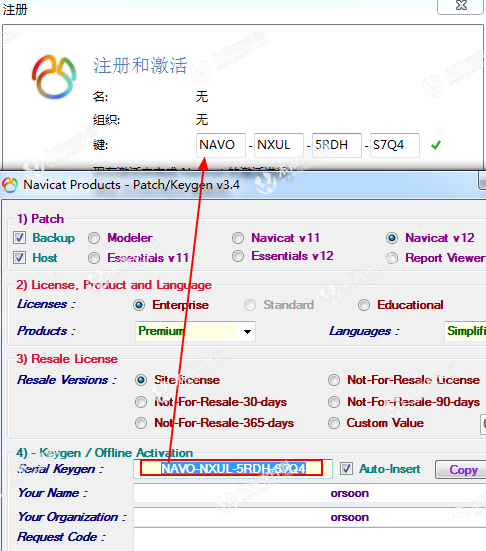 注册
注册和激活
名: 无
组织: 无
键: NAVO - NXUL - 5RDH - S7Q4
Navicat Products - Patch/Keygen v3.4
1) Patch
Backup Modeler Navicat v11 Navicat v12
Host Essentials v11 Essentials v12 Report Viewer
2) License, Product and Language
Licenses : Enterprise Standard Educational
Products : Premium Languages : Simplifi
3) Resale License
Resale Versions : Site license Not-For-Resale License
Not-For-Resale-30-days Not-For-Resale-90-days
Not-For-Resale-365-days Custom Value
4) - Keygen / Offline Activation
Serial Keygen : NAVO-NXUL-5RDH-S7Q4 Auto-Insert Copy
Your Name : orsoon
Your Organization : orsoon
Request Code :